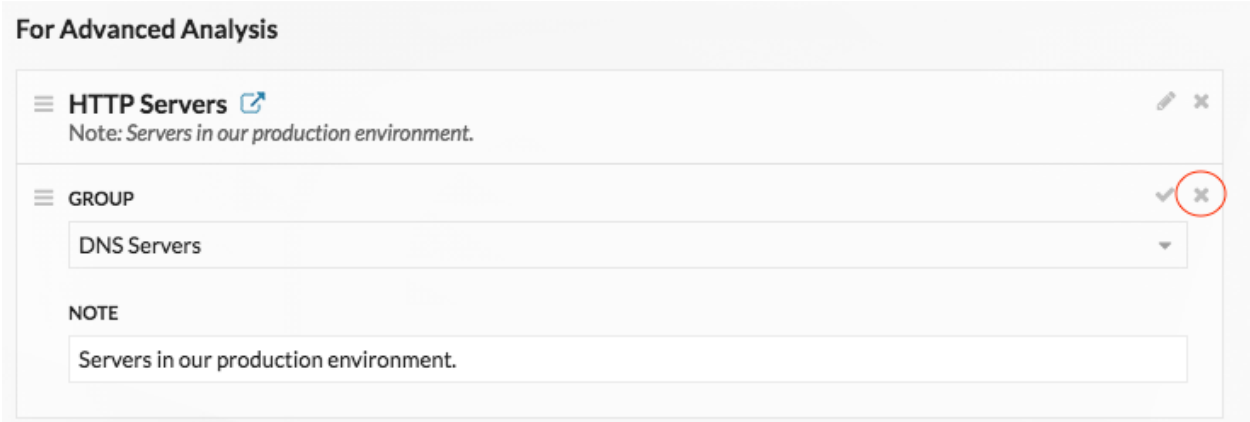 For Advanced Analysis
HTTP Servers
Note: Servers in our production environment.
GROUP
DNS Servers
NOTE
Servers in our production environment.